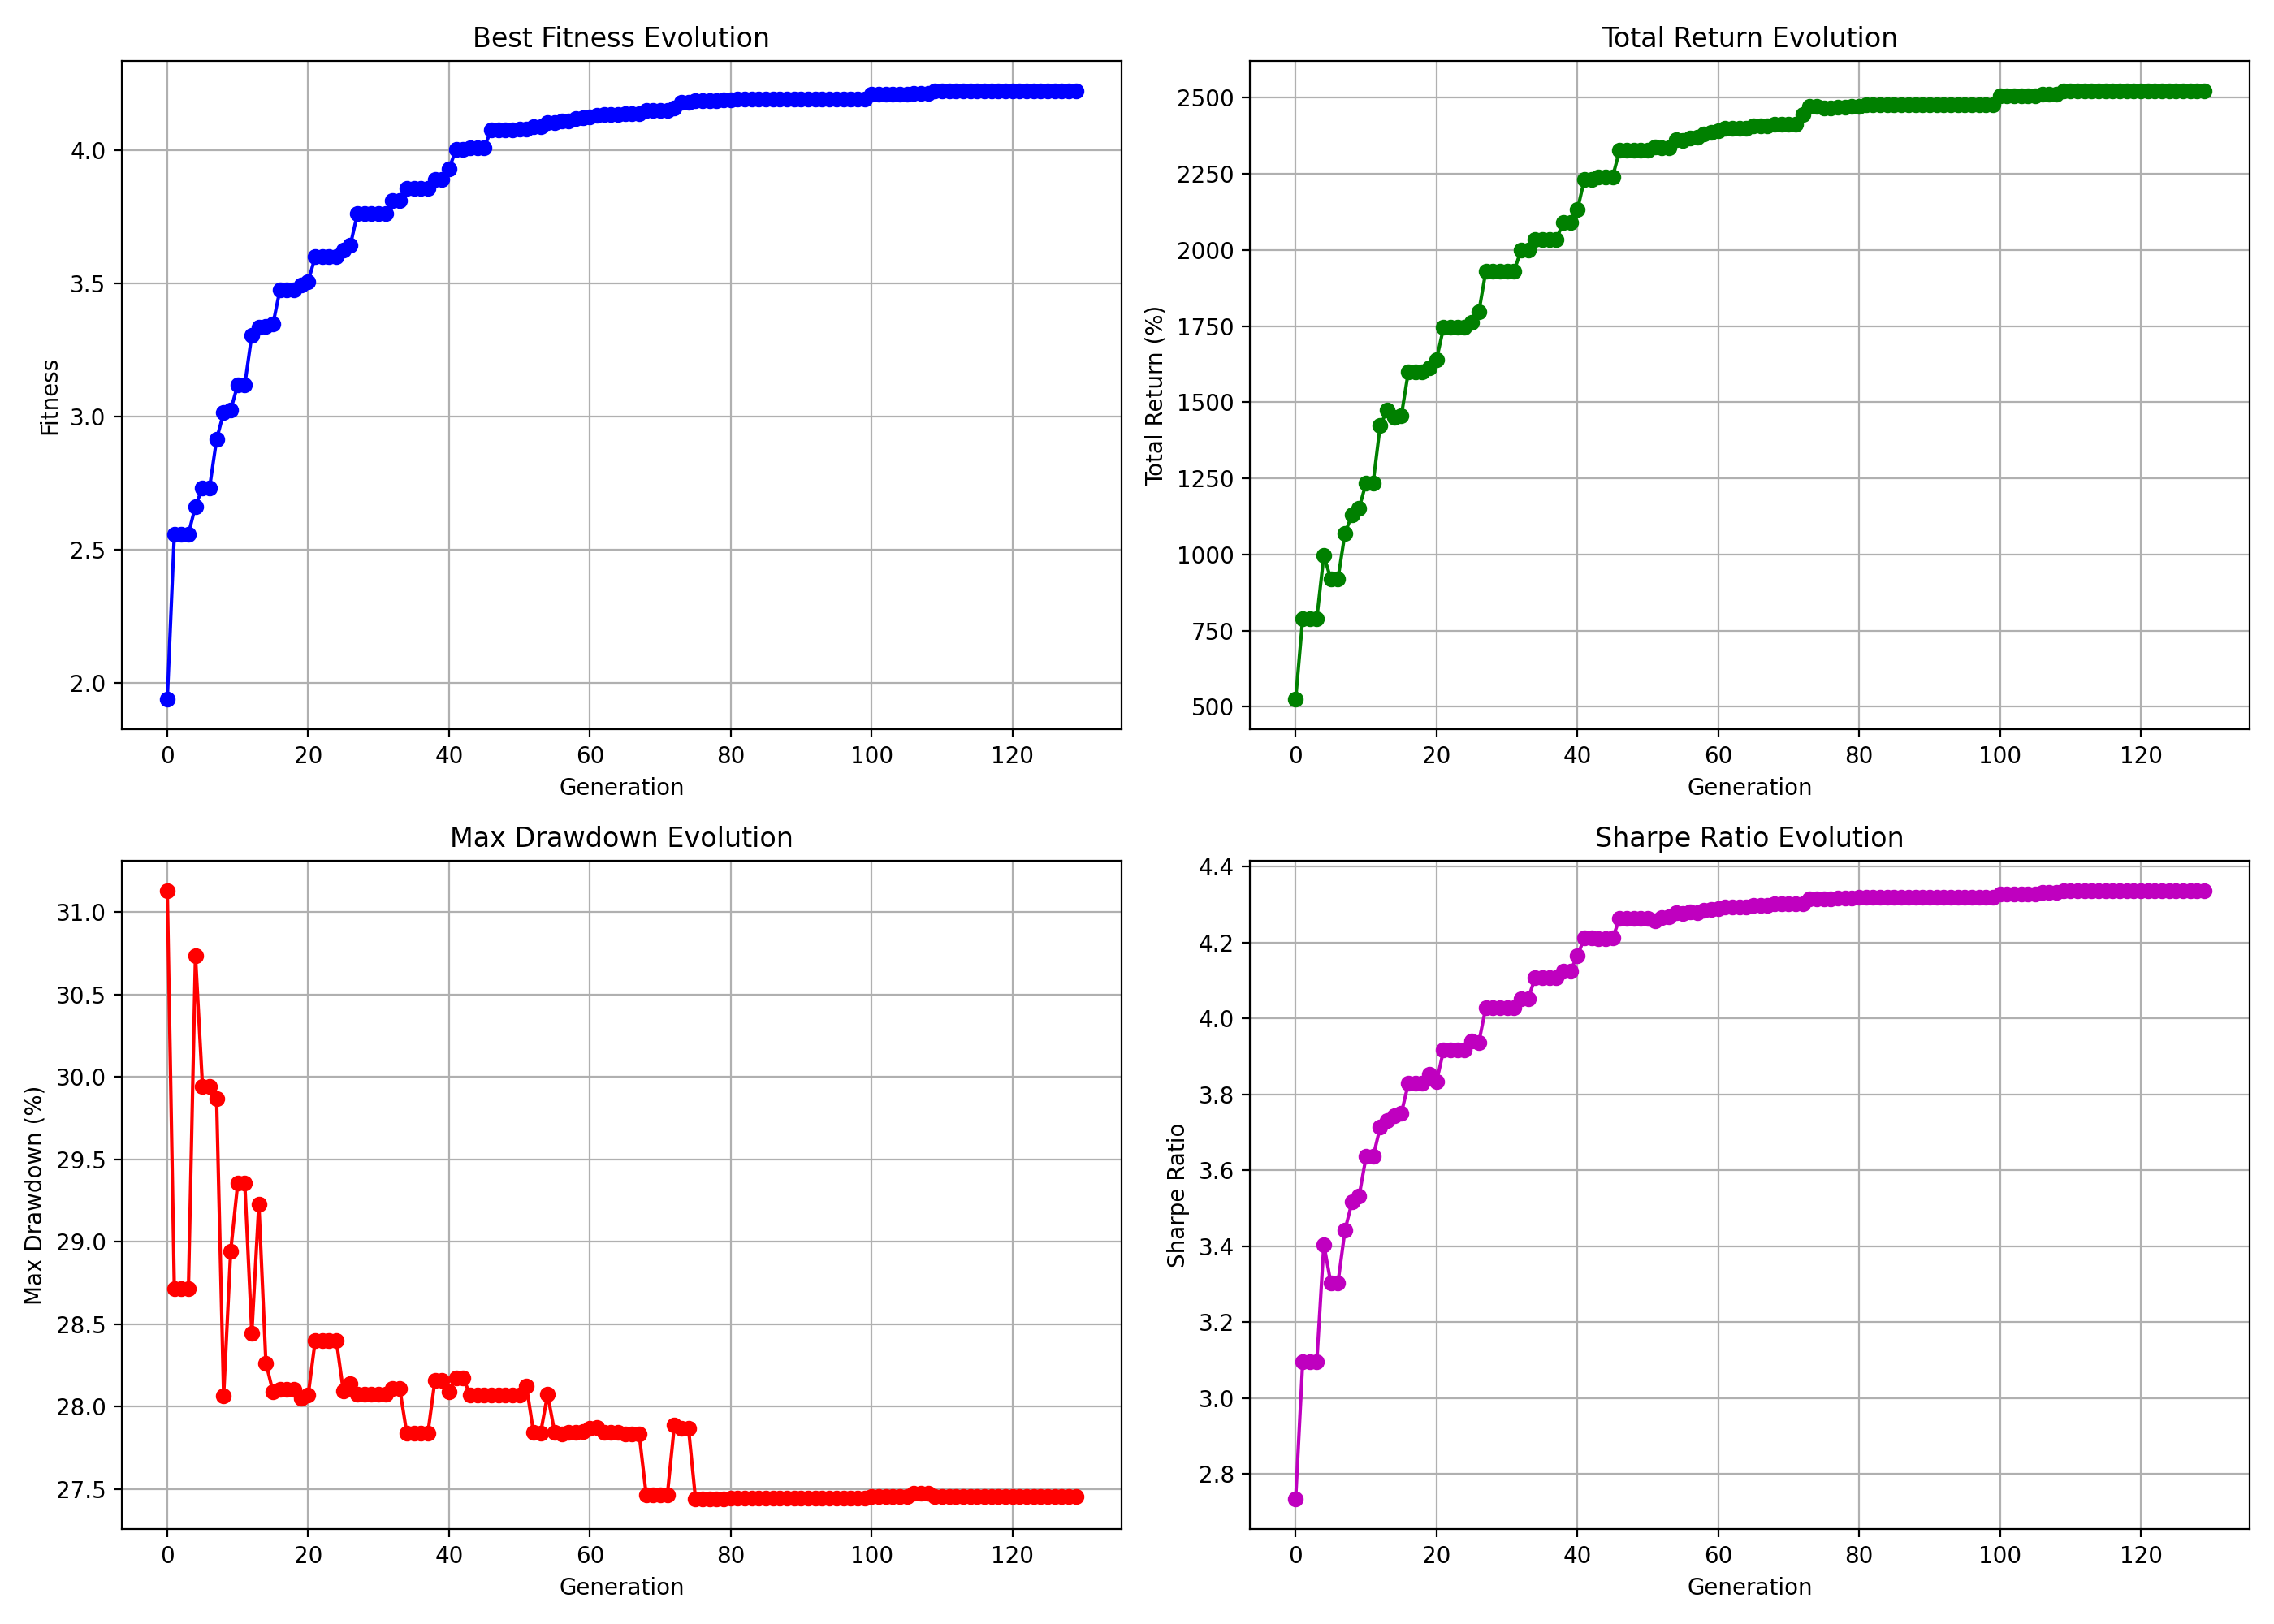 Best Fitness Evolution
Fitness
4.0
3.5
3.0
2.5
2.0
0 20 40 60 80 100 120
Generation
Total Return Evolution
Total Return (%)
2500
2250
2000
1750
1500
1250
1000
750
500
0 20 40 60 80 100 120
Generation
Max Drawdown Evolution
Max Drawdown (%)
31.0
30.5
30.0
29.5
29.0
28.5
28.0
27.5
0 20 40 60 80 100 120
Generation
Sharpe Ratio Evolution
Sharpe Ratio
4.4
4.2
4.0
3.8
3.6
3.4
3.2
3.0
2.8
0 20 40 60 80 100 120
Generation